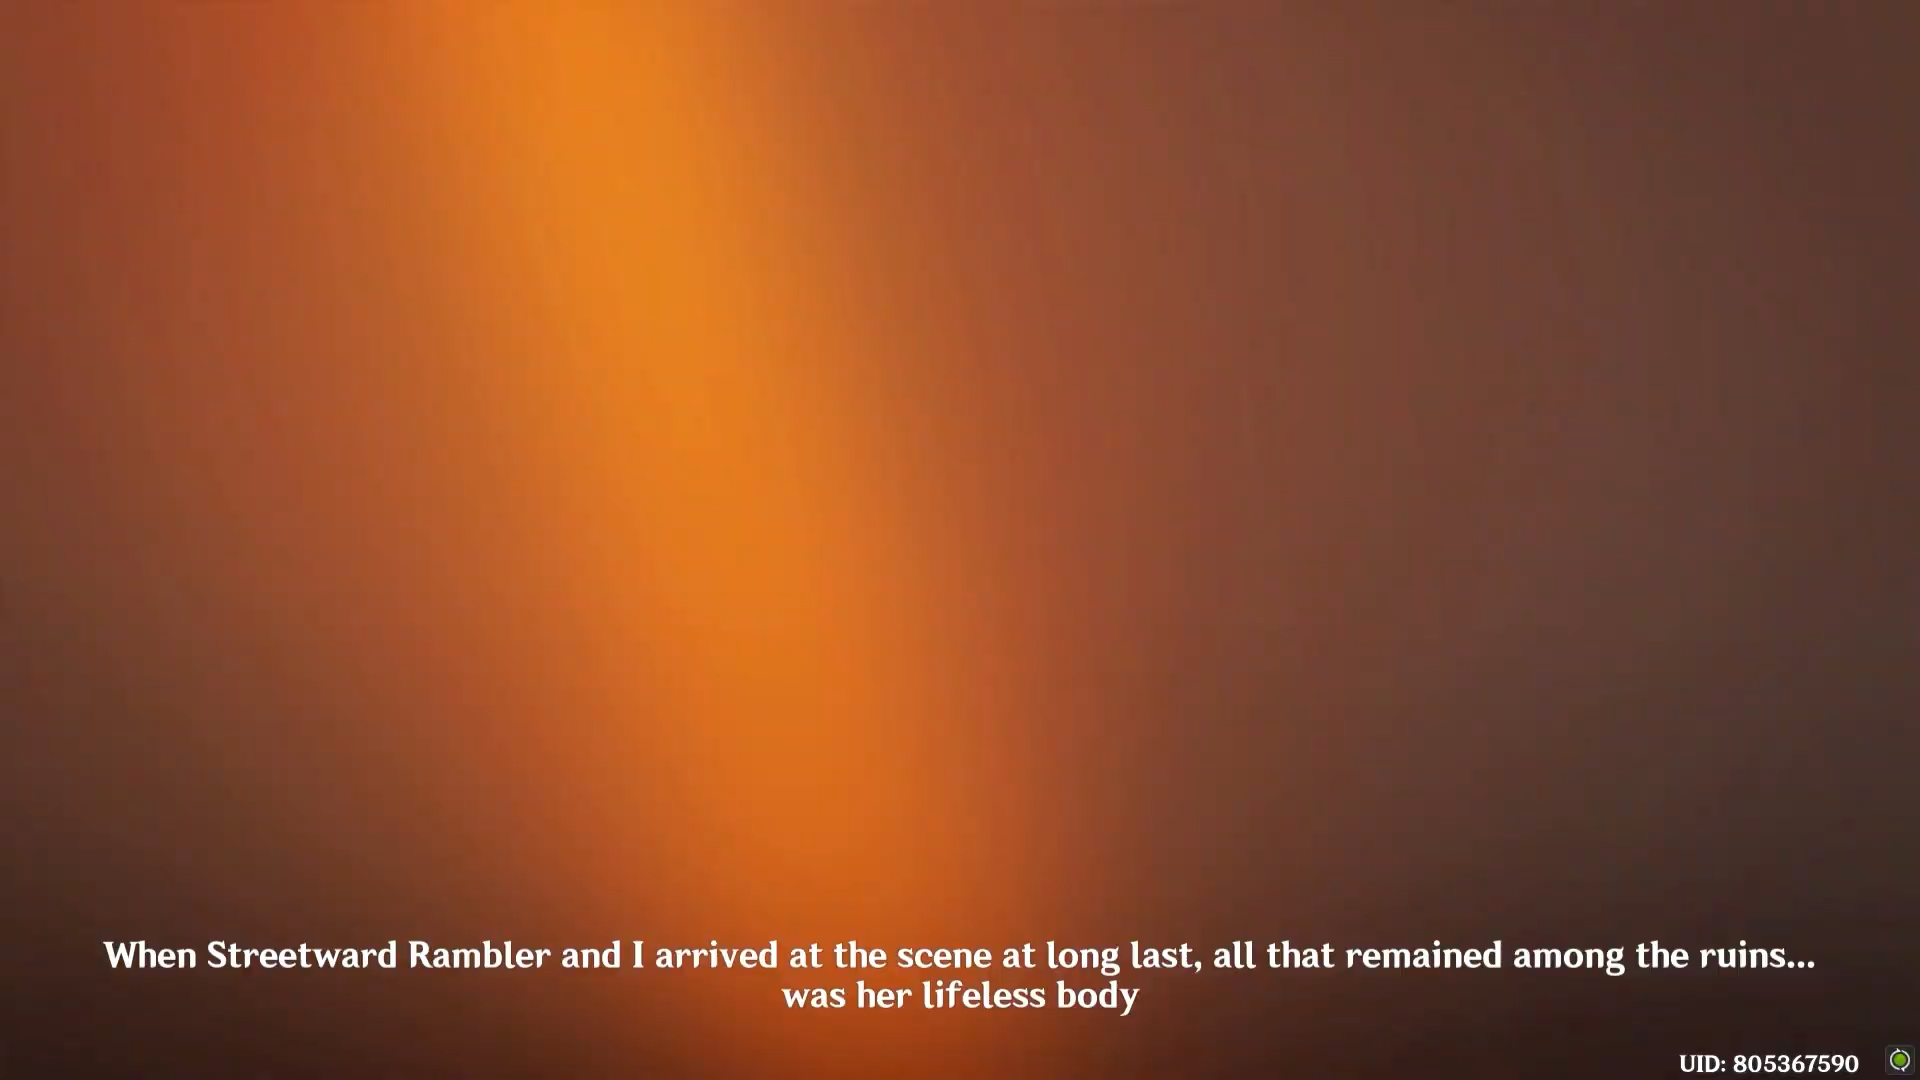 When Streetward Rambler and I arrived at the scene at long last, all that remained among the ruins...
was her lifeless body
UID: 805367590